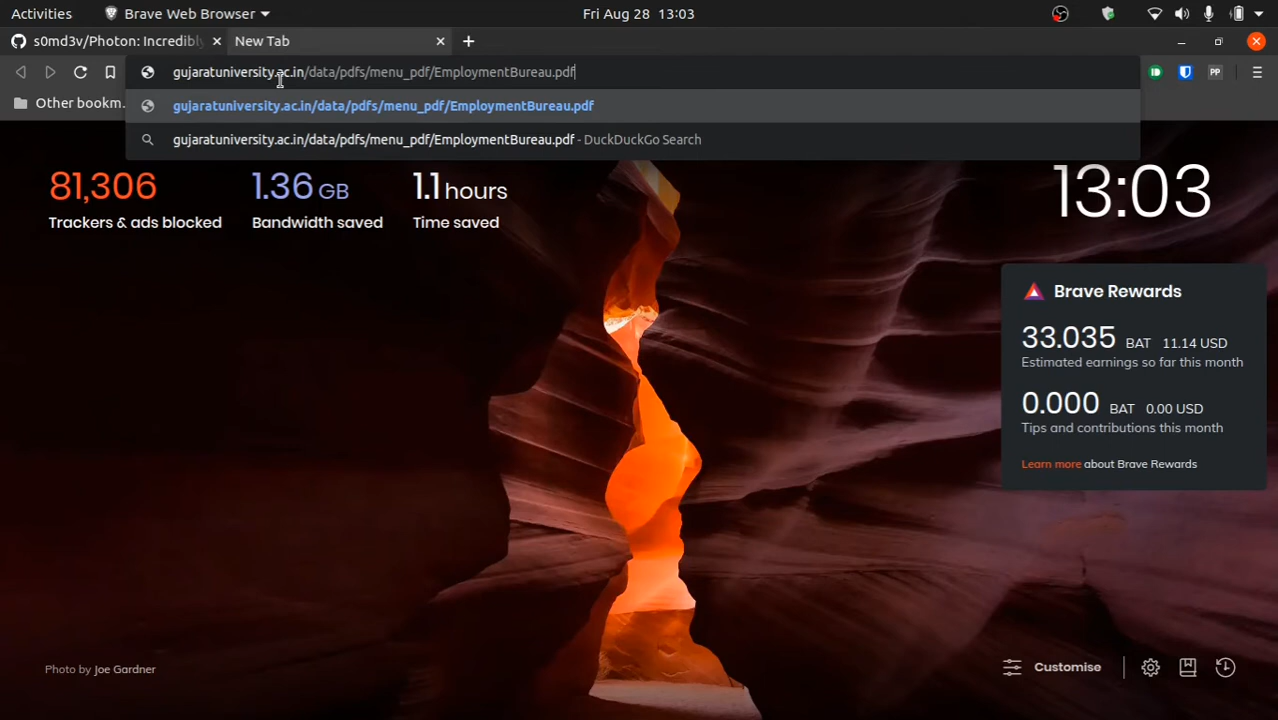 Activities
Brave Web Browser
Fri Aug 28 13:03
s0md3v/Photon: Incredibl
New Tab
gujaratuniversity.ac.in/data/pdfs/menu_pdf/EmploymentBureau.pdf
PP
Other bookm.
gujaratuniversity.ac.in/data/pdfs/menu_pdf/EmploymentBureau.pdf
gujaratuniversity.ac.in/data/pdfs/menu_pdf/EmploymentBureau.pdf - DuckDuckGo Search
81,306
Trackers & ads blocked
1.36 GB
Bandwidth saved
1.1 hours
Time saved
13:03
Brave Rewards
33.035 BAT 11.14 USD
Estimated earnings so far this month
0.000 BAT 0.00 USD
Tips and contributions this month
Learn more about Brave Rewards
Photo by Joe Gardner
Customise